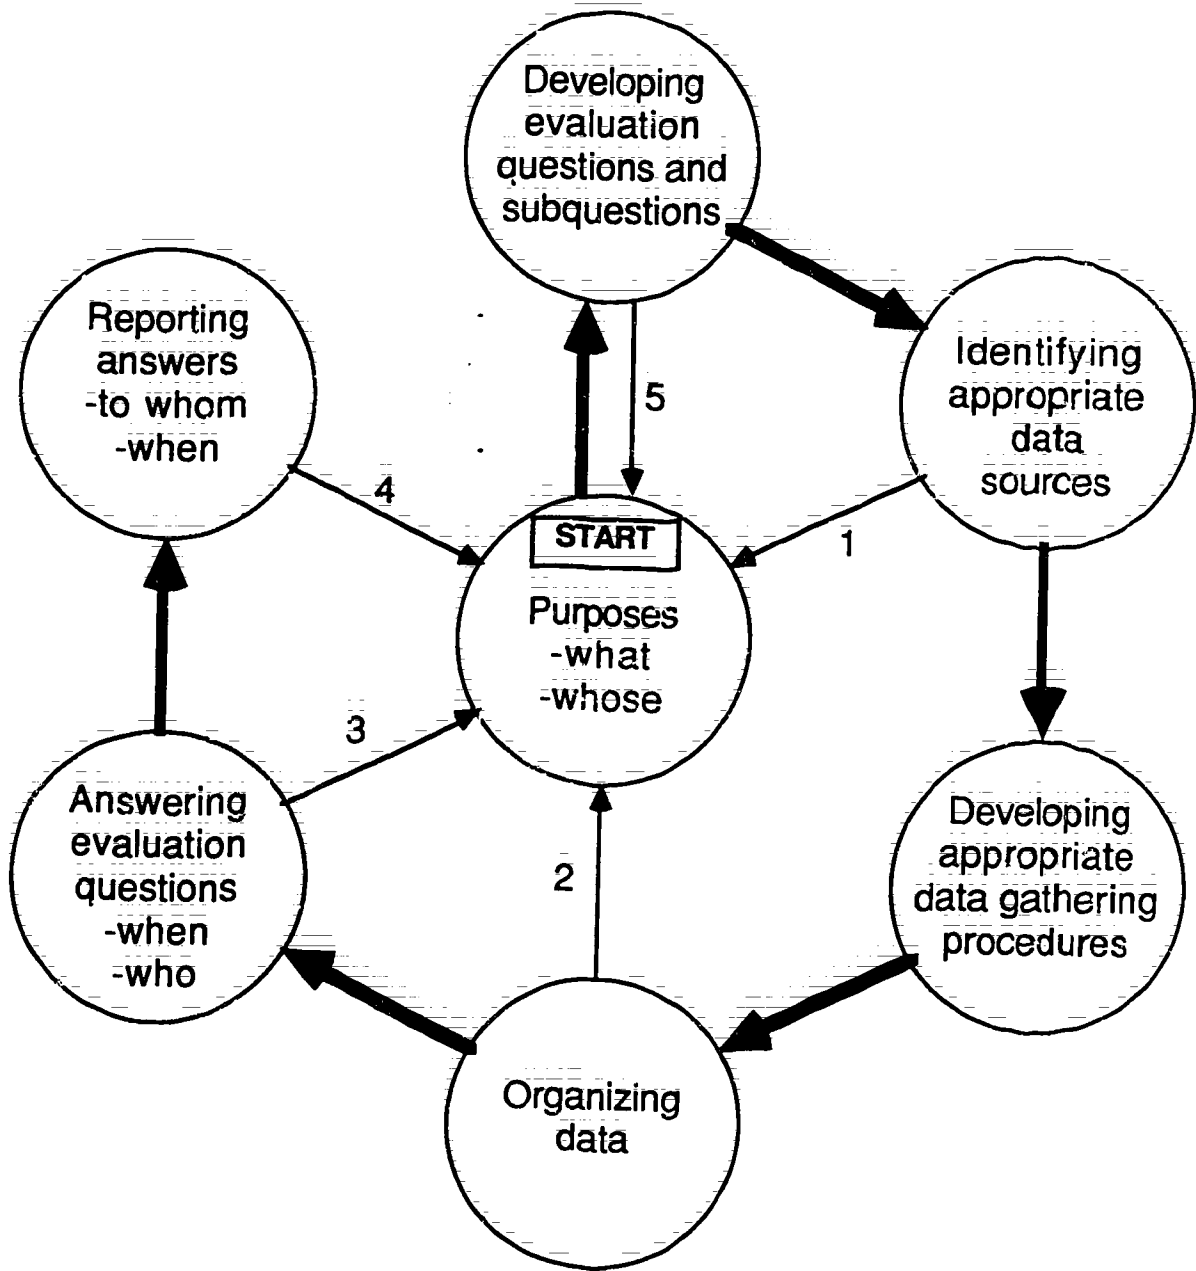 Developing
evaluation
questions and
subquestions
Reporting
answers
-to whom
-when
Identifying
appropriate
data
sources
5
4
1
START
Purposes
-what
-whose
3
Answering
evaluation
questions
-when
-who
2
Developing
appropriate
data gathering
procedures
Organizing
data